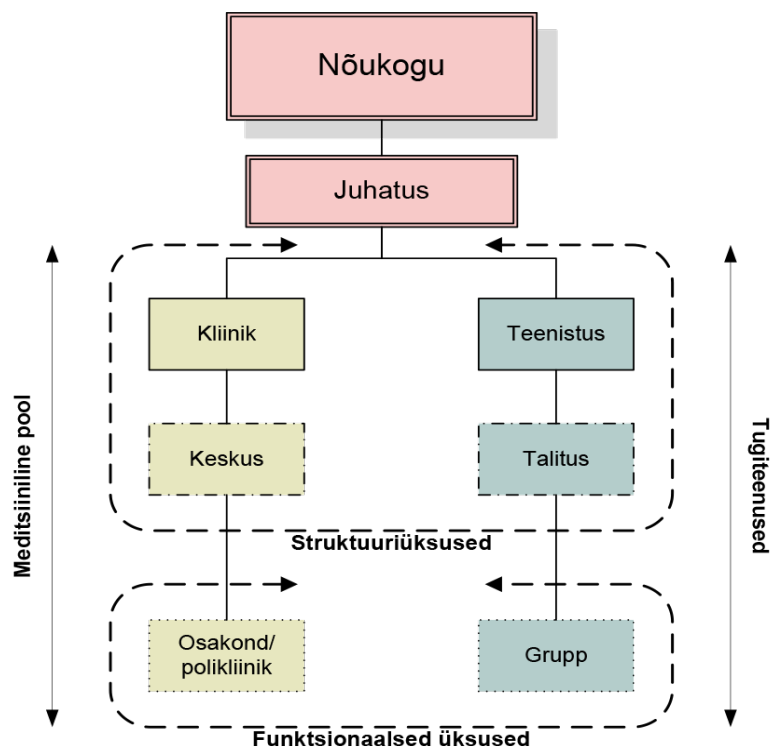 Nõukogu
Juhatus
Kliinik
Teenistus
Keskus
Talitus
Meditsiiniline pool
Tugiteenused
Struktuuriüksused
Osakond/
polikliinik
Grupp
Funktsionaalsed üksused